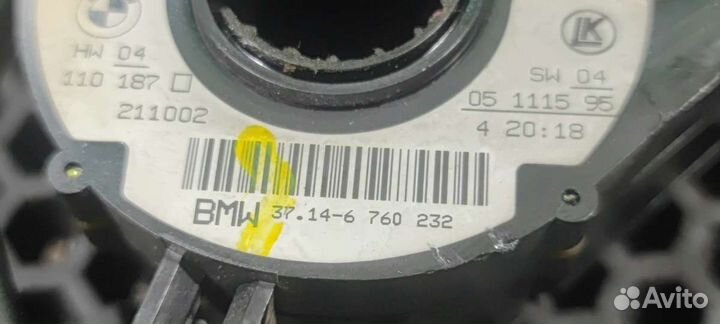 HW 04
110 187
211002
LK
SW 04
05 1115 95
4 20:18
BMW 37.14-6 760 232
Avito